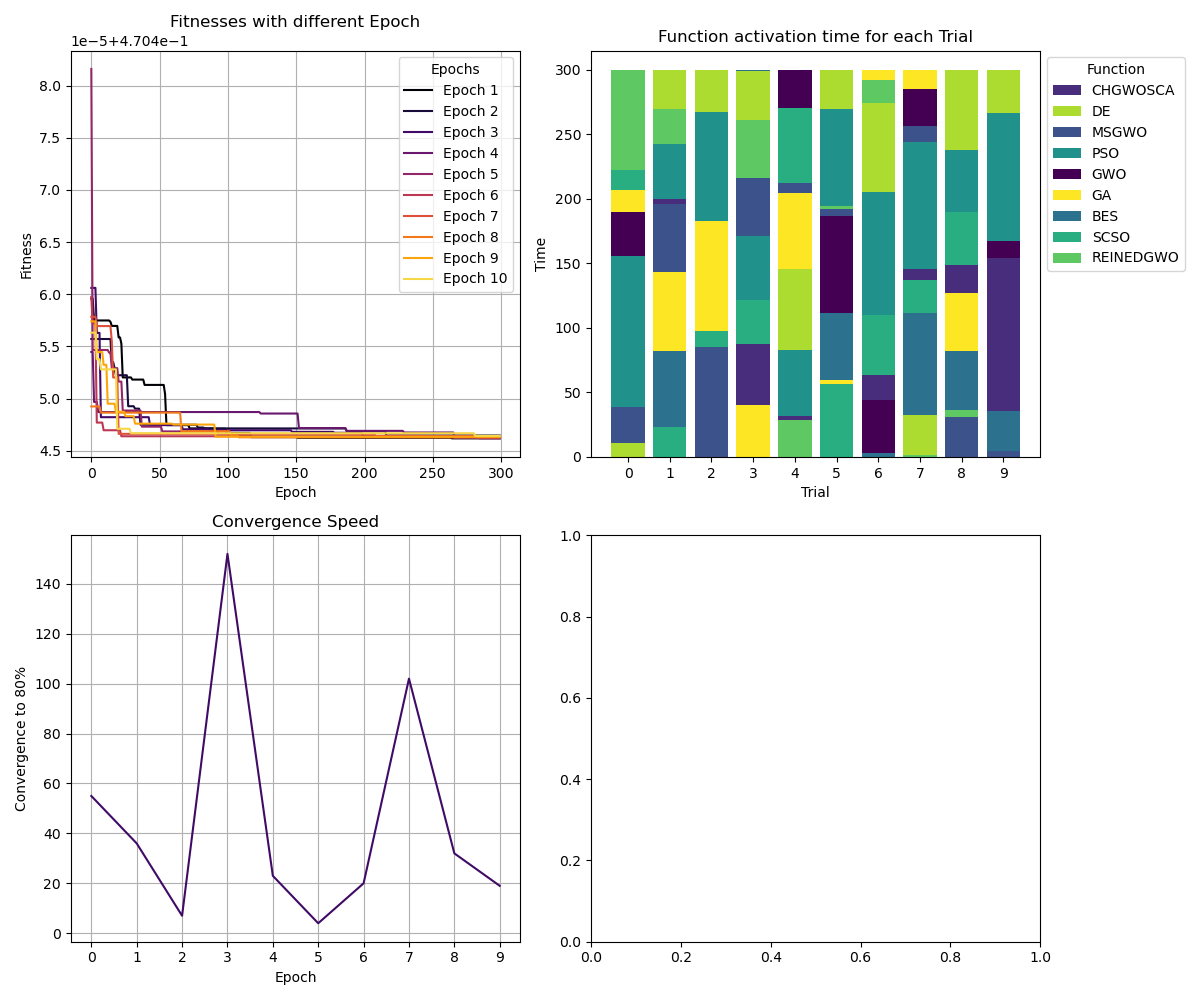 Fitnesses with different Epoch
1e−5+4.704e−1
8.0
7.5
7.0
6.5
6.0
5.5
5.0
4.5
Fitness
0 50 100 150 200 250 300
Epoch
Epochs
Epoch 1
Epoch 2
Epoch 3
Epoch 4
Epoch 5
Epoch 6
Epoch 7
Epoch 8
Epoch 9
Epoch 10
Function activation time for each Trial
300
250
200
150
100
50
0
Time
0 1 2 3 4 5 6 7 8 9
Trial
Function
CHGWOSCA
DE
MSGWO
PSO
GWO
GA
BES
SCSO
REINEDGWO
Convergence Speed
140
120
100
80
60
40
20
0
Convergence to 80%
0 1 2 3 4 5 6 7 8 9
Epoch
1.0
0.8
0.6
0.4
0.2
0.0
0.0 0.2 0.4 0.6 0.8 1.0